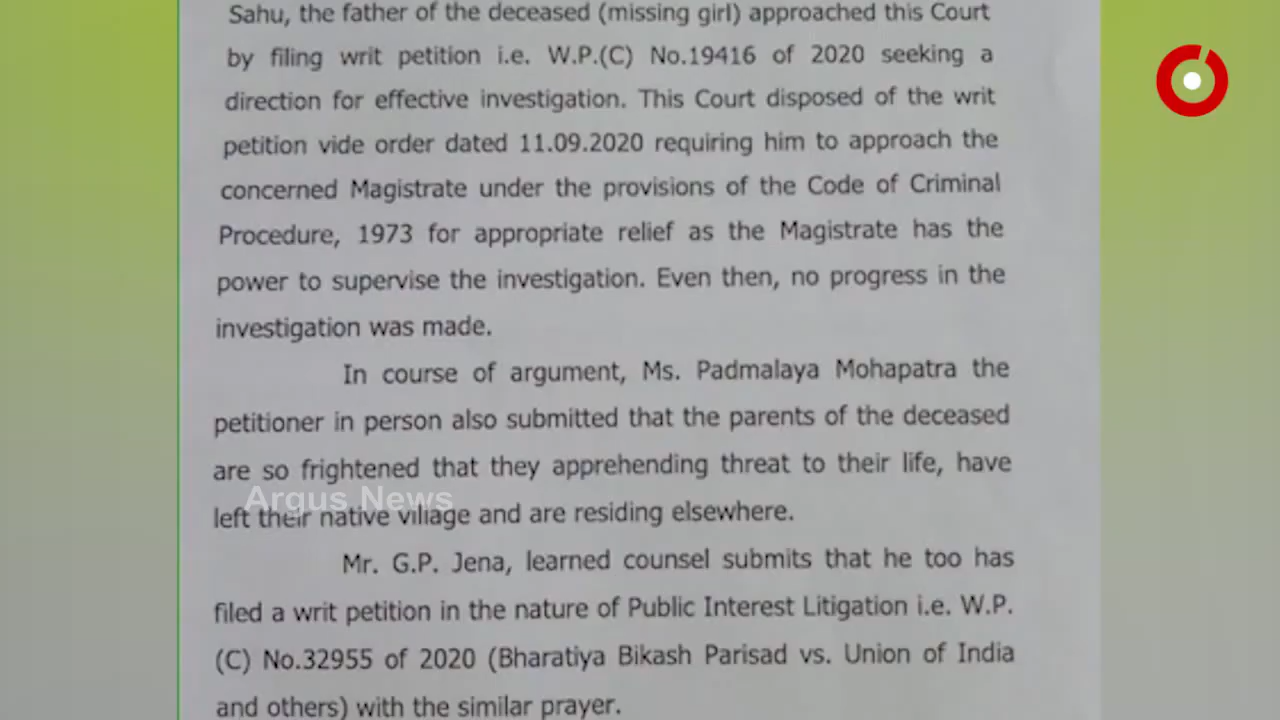 Sahu, the father of the deceased (missing girl) approached this Court
by filing writ petition i.e. W.P.(C) No.19416 of 2020 seeking a
direction for effective investigation. This Court disposed of the writ
petition vide order dated 11.09.2020 requiring him to approach the
concerned Magistrate under the provisions of the Code of Criminal
Procedure, 1973 for appropriate relief as the Magistrate has the
power to supervise the investigation. Even then, no progress in the
investigation was made.
In course of argument, Ms. Padmalaya Mohapatra the
petitioner in person also submitted that the parents of the deceased
are so frightened that they apprehending threat to their life, have
Argus News
left their native village and are residing elsewhere.
Mr. G.P. Jena, learned counsel submits that he too has
filed a writ petition in the nature of Public Interest Litigation i.e. W.P.
(C) No.32955 of 2020 (Bharatiya Bikash Parisad vs. Union of India
and others) with the similar prayer.